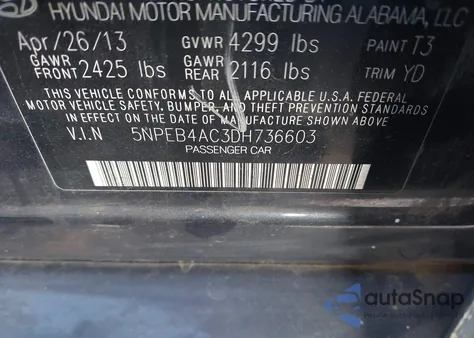 HYUNDAI MOTOR MANUFACTURING ALABAMA, LLC
Apr/26/13 GVWR 4299 lbs PAINT T3
GAWR FRONT 2425 lbs GAWR REAR 2116 lbs TRIM YD
THIS VEHICLE CONFORMS TO ALL APPLICABLE U.S.A. FEDERAL
MOTOR VEHICLE SAFETY, BUMPER, AND THEFT PREVENTION STANDARDS
IN EFFECT ON THE DATE OF MANUFACTURE SHOWN ABOVE.
V.I.N 5NPEB4AC3DH736603
PASSENGER CAR
autoSnap